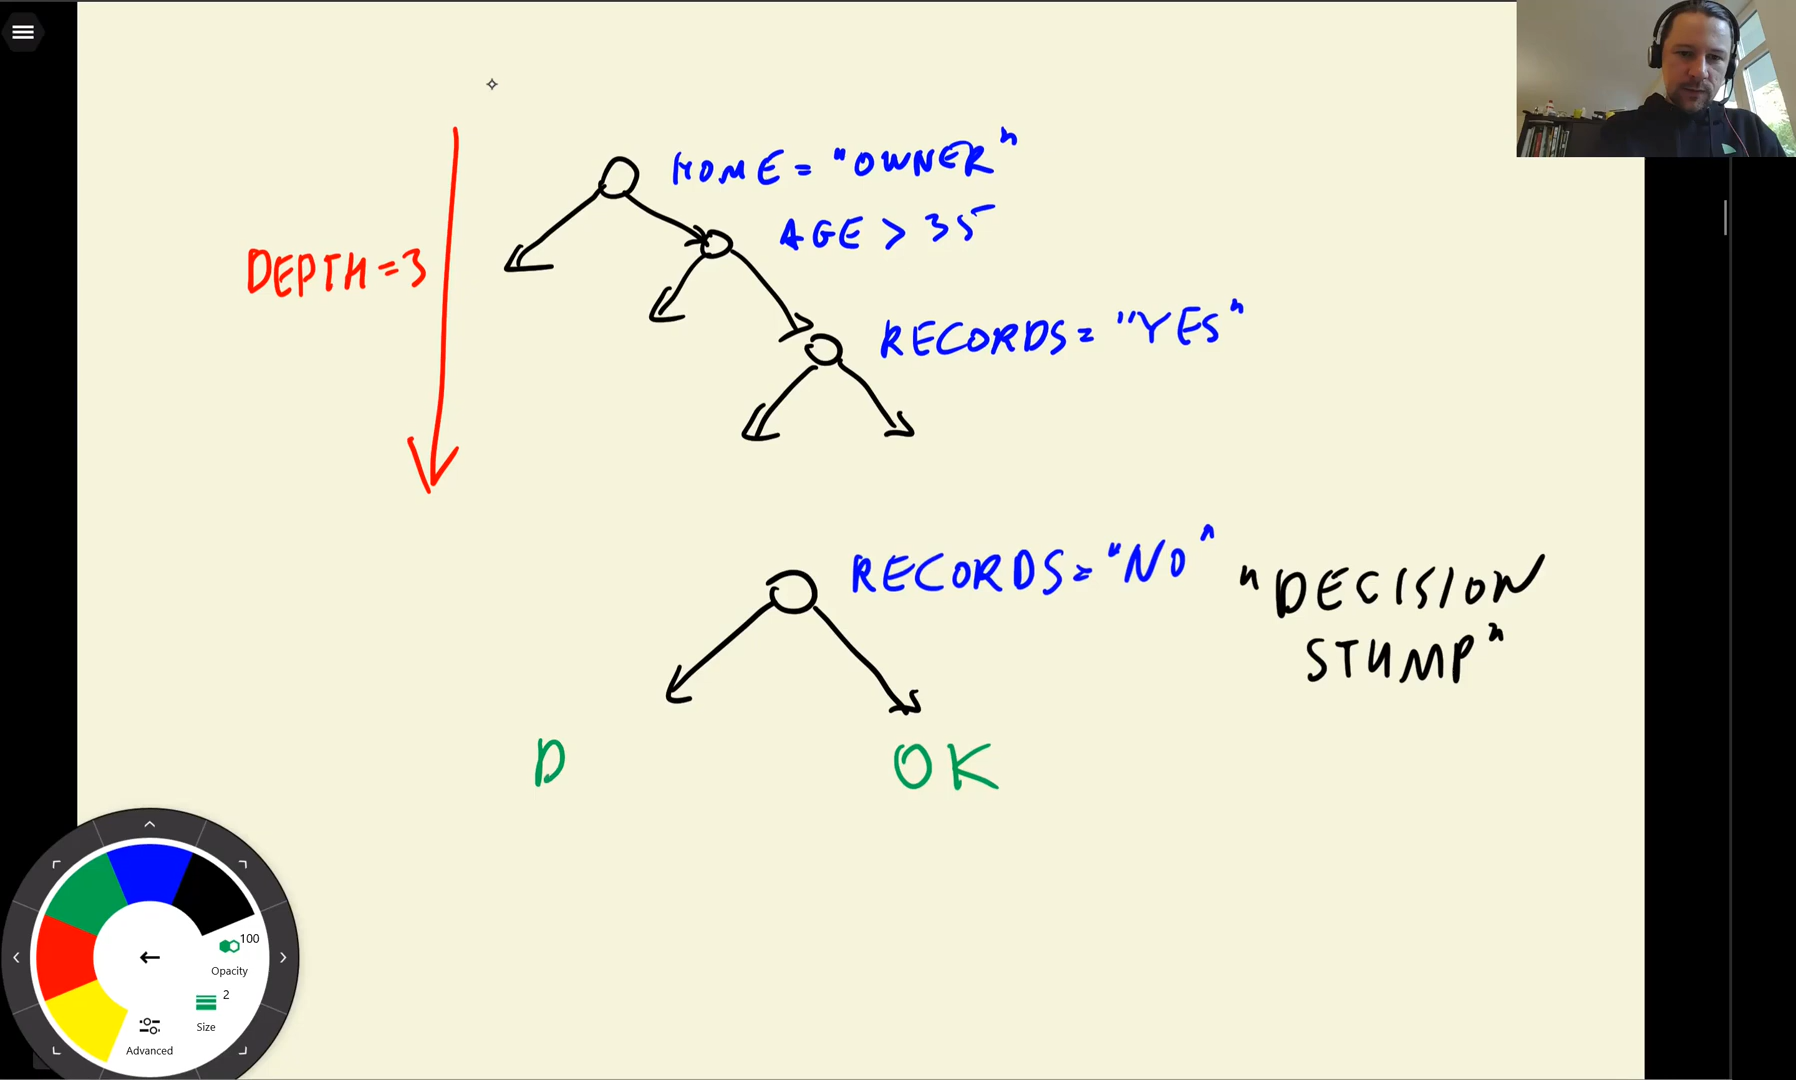 HOME = "OWNER"
AGE > 35
DEPTH = 3
RECORDS = "YES"
RECORDS = "NO"
"DECISION
STUMP"
D
OK
100
Opacity
2
Size
Advanced